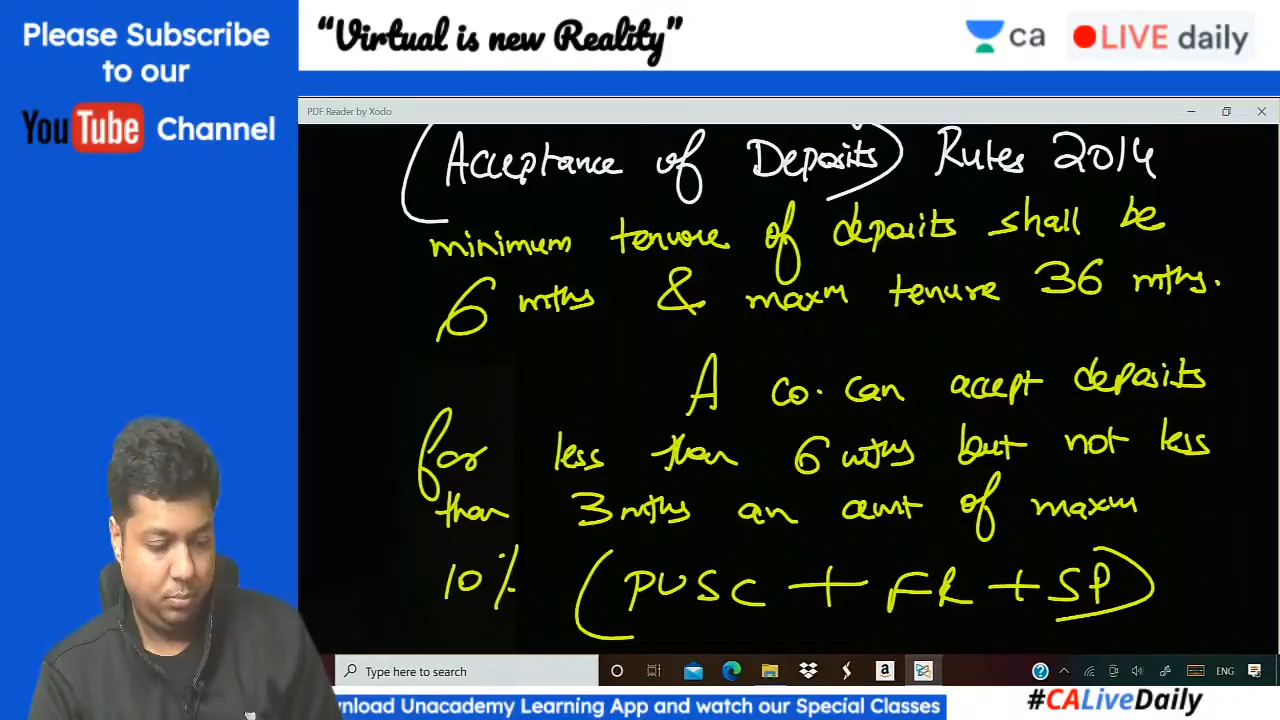 Please Subscribe
to our
YouTube Channel
“Virtual is new Reality”
ca
LIVE daily
PDF Reader by Xodo
(Acceptance of Deposits) Rules 2014
minimum tenure of deposits shall be
6 mths & maxm tenure 36 mths.
A co. can accept deposits
for less than 6 mths but not less
than 3 mths an amt of maxm
10% (PUSC + FR + SP)
Type here to search
ENG
wnload Unacademy Learning App and watch our Special Classes
#CALiveDaily